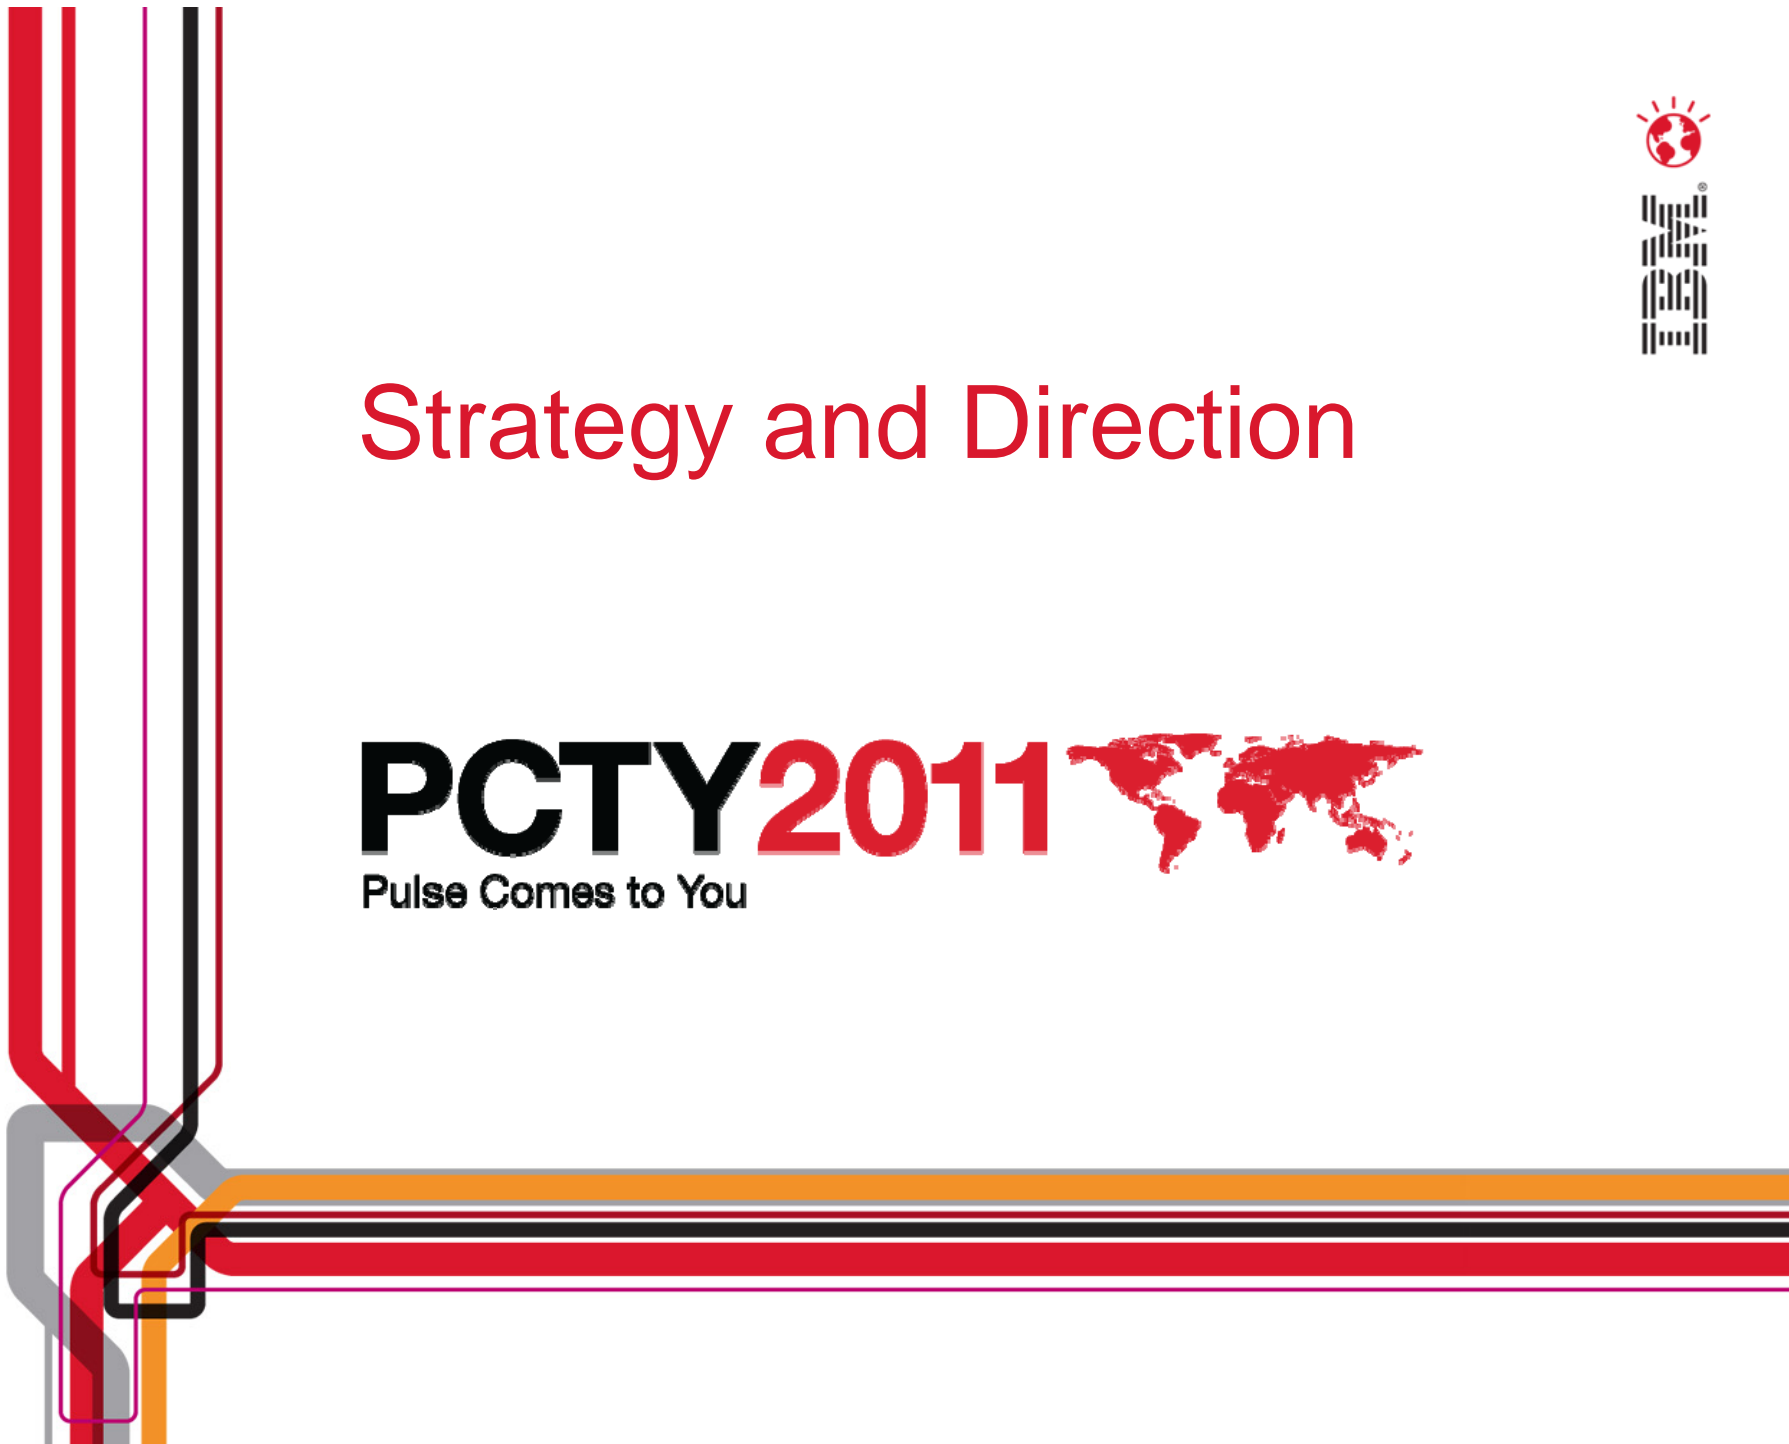 IBM®
Strategy and Direction
PCTY2011
Pulse Comes to You